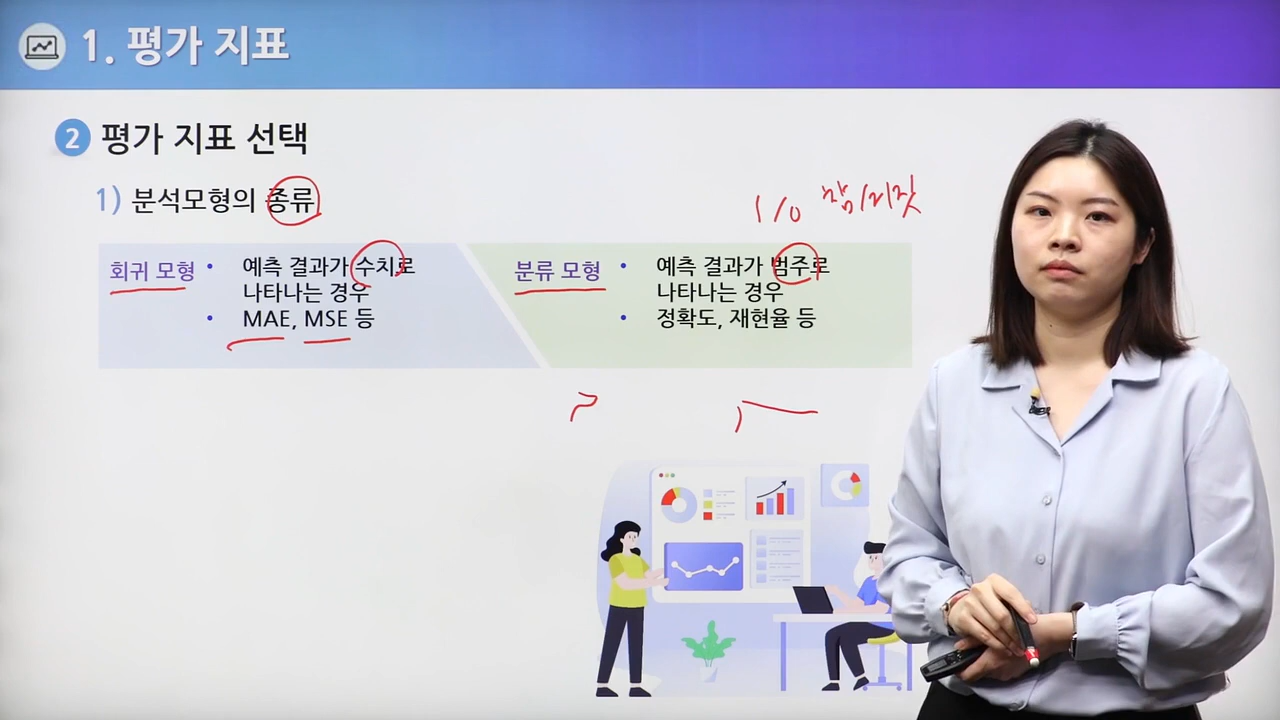 1. 평가 지표
2 평가 지표 선택
1) 분석모형의 종류
1/0 참/거짓
회귀 모형
• 예측 결과가 수치로
나타나는 경우
• MAE, MSE 등
분류 모형
• 예측 결과가 범주로
나타나는 경우
• 정확도, 재현율 등